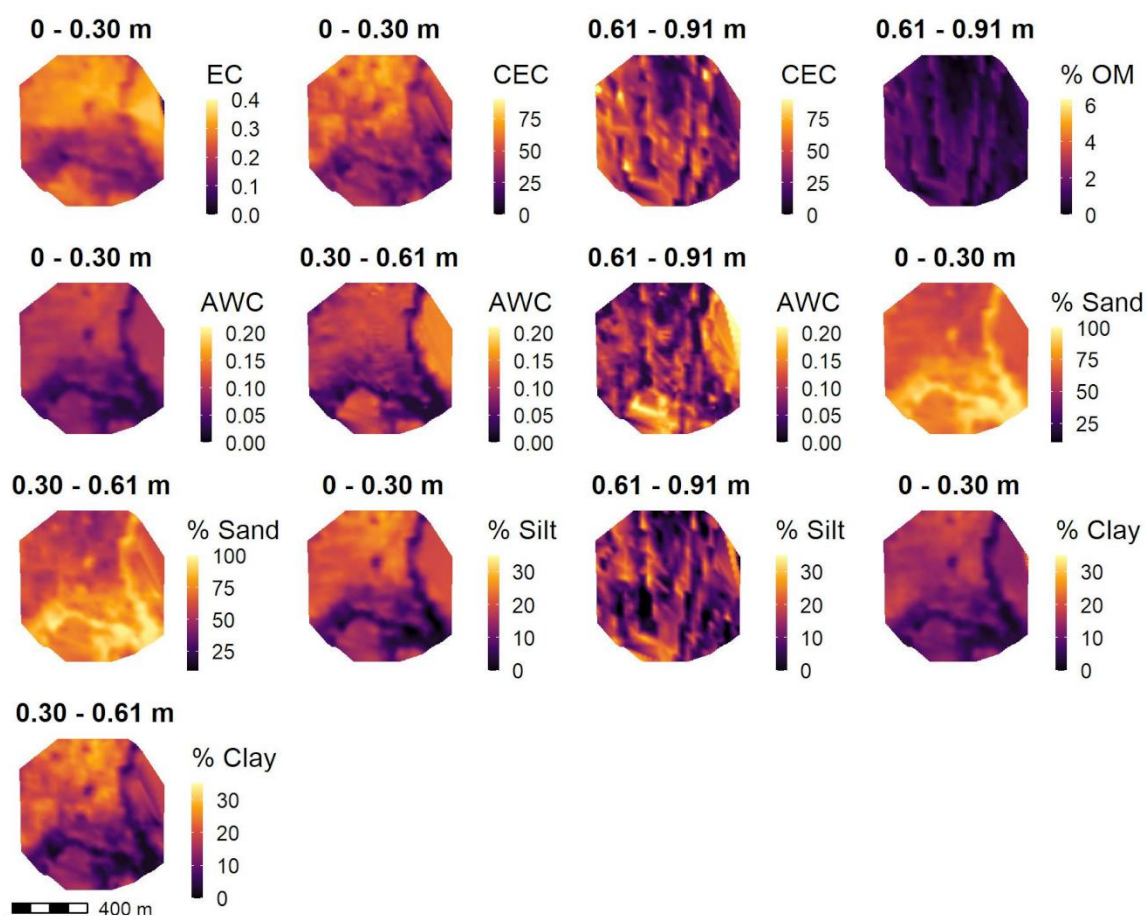 0 - 0.30 m
EC
0.4
0.3
0.2
0.1
0.0
0 - 0.30 m
CEC
75
50
25
0
0.61 - 0.91 m
CEC
75
50
25
0
0.61 - 0.91 m
% OM
6
4
2
0
0 - 0.30 m
AWC
0.20
0.15
0.10
0.05
0.00
0.30 - 0.61 m
AWC
0.20
0.15
0.10
0.05
0.00
0.61 - 0.91 m
AWC
0.20
0.15
0.10
0.05
0.00
0 - 0.30 m
% Sand
100
75
50
25
0.30 - 0.61 m
% Sand
100
75
50
25
0 - 0.30 m
% Silt
30
20
10
0
0.61 - 0.91 m
% Silt
30
20
10
0
0 - 0.30 m
% Clay
30
20
10
0
0.30 - 0.61 m
% Clay
30
20
10
0
400 m